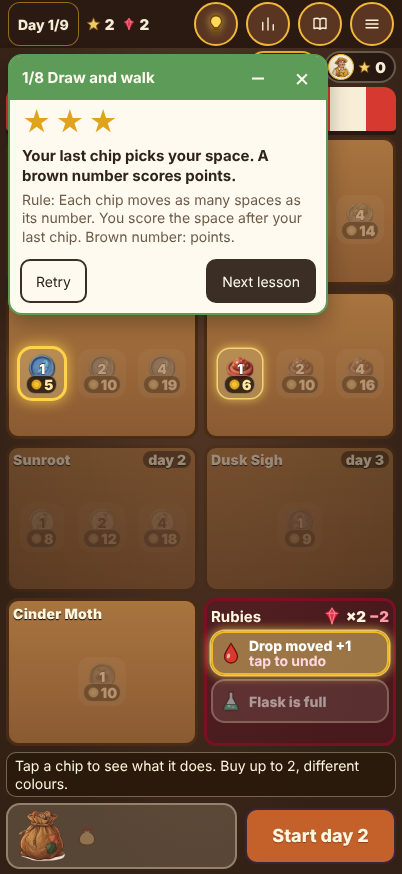 Day 1/9 ★ 2 2
1/8 Draw and walk
0
Your last chip picks your space. A
brown number scores points.
Rule: Each chip moves as many spaces as
its number. You score the space after your
last chip. Brown number: points.
Retry
Next lesson
4
14
1 2 4
5 10 19
1 2 4
6 10 16
Sunroot day 2
1 2 4
8 12 18
Dusk Sigh day 3
1
9
Cinder Moth
1
10
Rubies ×2 −2
Drop moved +1
tap to undo
Flask is full
Tap a chip to see what it does. Buy up to 2, different
colours.
Start day 2